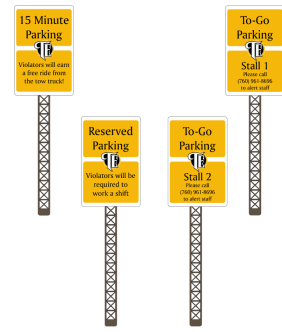 15 Minute
Parking
Violators will earn
a free ride from
the tow truck!
To-Go
Parking
Stall 1
Please call
(760) 961-8696
to alert staff
Reserved
Parking
Violators will be
required to
work a shift
To-Go
Parking
Stall 2
Please call
(760) 961-8696
to alert staff